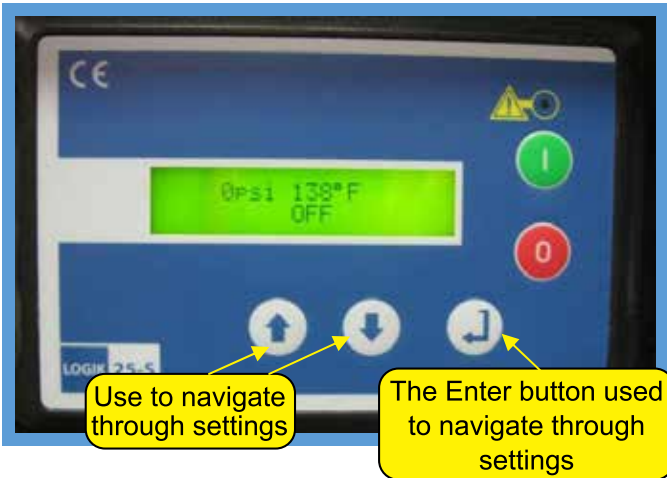 CE
I
0psi 138°F
OFF
0
LOGIK 25-S
Use to navigate
through settings
The Enter button used
to navigate through
settings